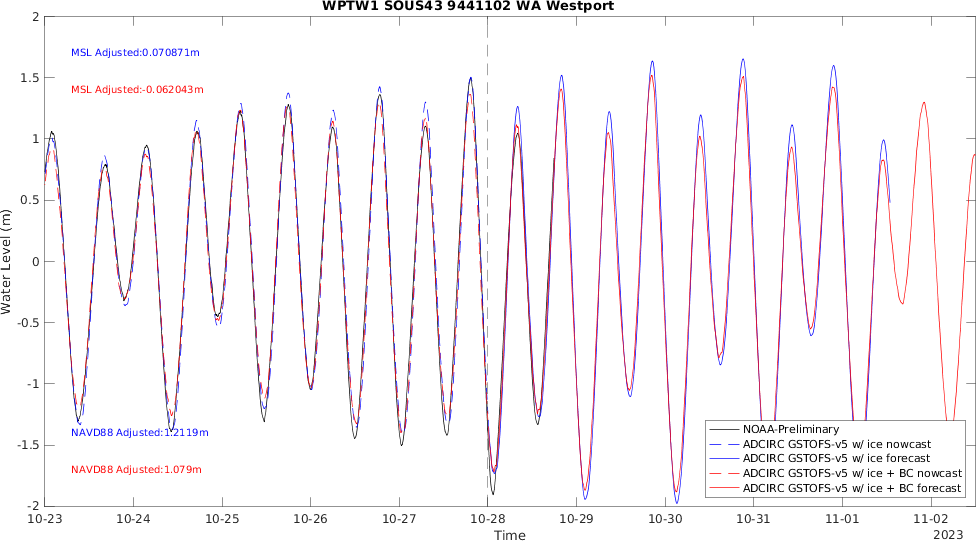 WPTW1 SOUS43 9441102 WA Westport
2
1.5
1
0.5
0
-0.5
-1
-1.5
-2
Water Level (m)
MSL Adjusted:0.070871m
MSL Adjusted:-0.062043m
NAVD88 Adjusted:1.2119m
NAVD88 Adjusted:1.079m
NOAA-Preliminary
ADCIRC GSTOFS-v5 w/ ice nowcast
ADCIRC GSTOFS-v5 w/ ice forecast
ADCIRC GSTOFS-v5 w/ ice + BC nowcast
ADCIRC GSTOFS-v5 w/ ice + BC forecast
10-23 10-24 10-25 10-26 10-27 10-28 10-29 10-30 10-31 11-01 11-02
Time
2023